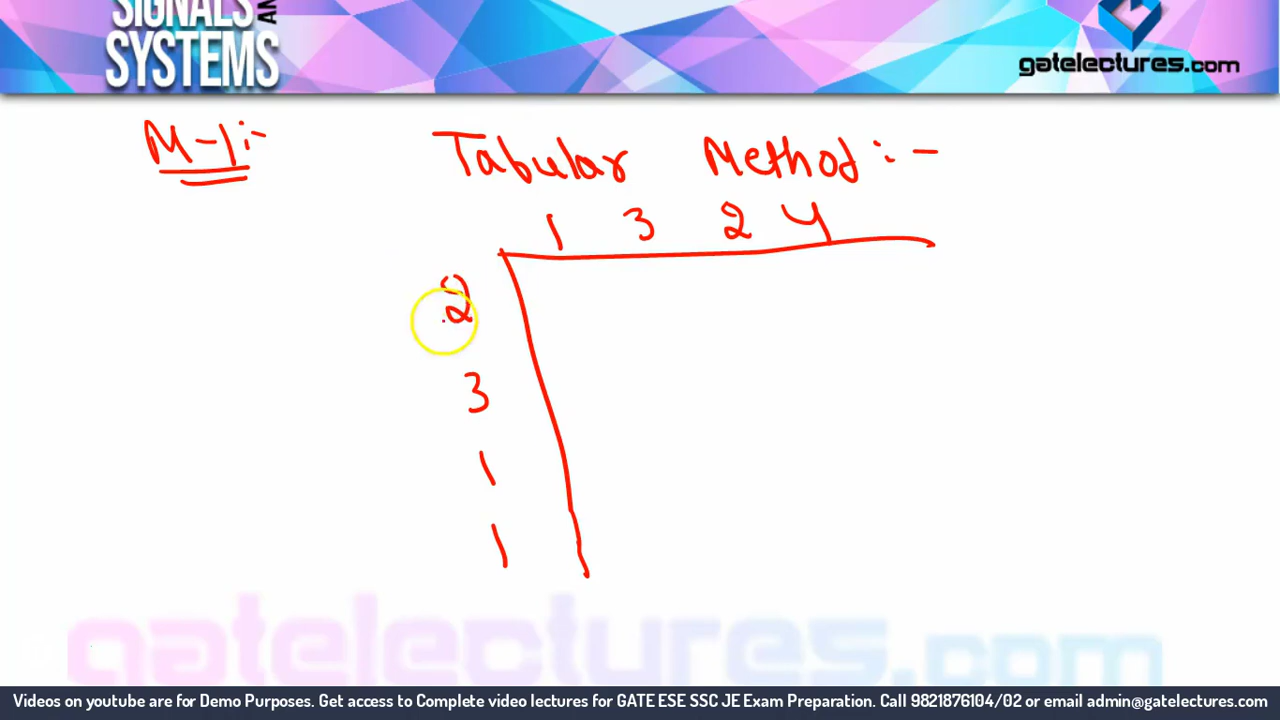 SIGNALS AND
SYSTEMS
gatelectures.com
M-1:-
Tabular Method:-
1 3 2 4
2
3
1
1
gatelectures.com
Videos on youtube are for Demo Purposes. Get access to Complete video lectures for GATE ESE SSC JE Exam Preparation. Call 9821876104/02 or email admin@gatelectures.com